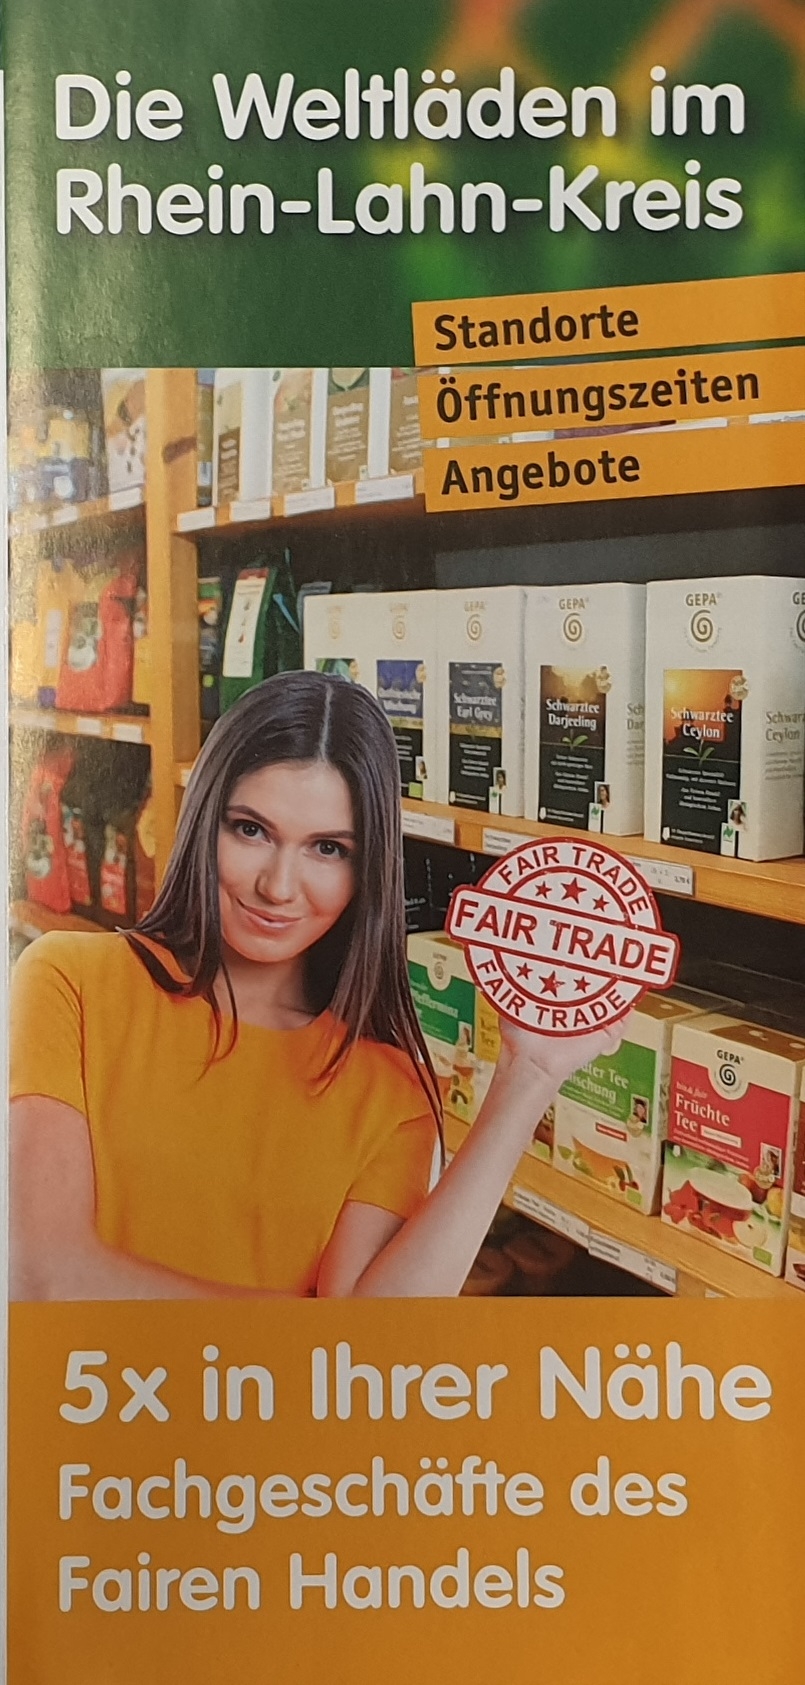 Die Weltläden im
Rhein-Lahn-Kreis
Standorte
Öffnungszeiten
Angebote
GEPA
GEPA
GEPA
GEPA
Schwarztee
Earl Grey
Schwarztee
Darjeeling
Schwarztee
Ceylon
FAIR TRADE
FAIR TRADE
FAIR TRADE
GEPA
Früchte
Tee
5x in Ihrer Nähe
Fachgeschäfte des
Fairen Handels